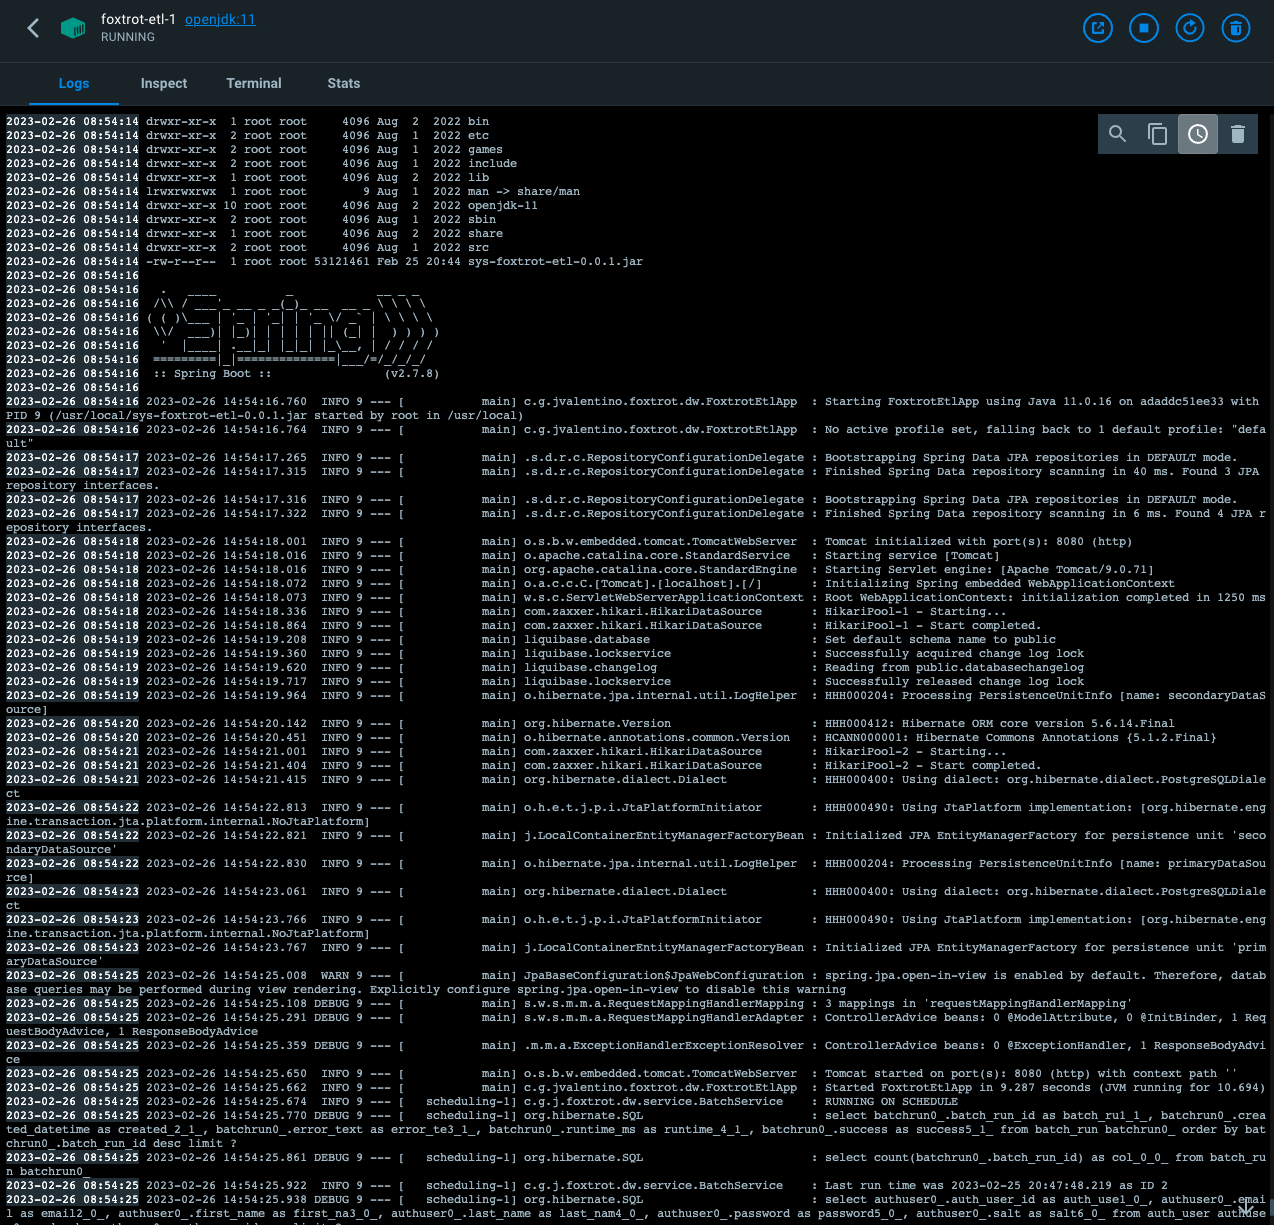 foxtrot-etl-1 openjdk:11
RUNNING
Logs Inspect Terminal Stats
2023-02-26 08:54:14 drwxr-xr-x  1 root root     4096 Aug  2  2022 bin
2023-02-26 08:54:14 drwxr-xr-x  2 root root     4096 Aug  1  2022 etc
2023-02-26 08:54:14 drwxr-xr-x  2 root root     4096 Aug  1  2022 games
2023-02-26 08:54:14 drwxr-xr-x  2 root root     4096 Aug  1  2022 include
2023-02-26 08:54:14 drwxr-xr-x  2 root root     4096 Aug  2  2022 lib
2023-02-26 08:54:14 lrwxrwxrwx  1 root root        9 Aug  1  2022 man -> share/man
2023-02-26 08:54:14 drwxr-xr-x 10 root root     4096 Aug  2  2022 openjdk-11
2023-02-26 08:54:14 drwxr-xr-x  2 root root     4096 Aug  1  2022 sbin
2023-02-26 08:54:14 drwxr-xr-x  1 root root     4096 Aug  2  2022 share
2023-02-26 08:54:14 drwxr-xr-x  2 root root     4096 Aug  1  2022 src
2023-02-26 08:54:14 -rw-r--r--  1 root root 53121461 Feb 25 20:44 sys-foxtrot-etl-0.0.1.jar
2023-02-26 08:54:16
2023-02-26 08:54:16   .   ____          _            __ _ _
2023-02-26 08:54:16  /\\ / ___'_ __ _ _(_)_ __  __ _ \ \ \ \
2023-02-26 08:54:16 ( ( )\___ | '_ | '_| | '_ \/ _` | \ \ \ \
2023-02-26 08:54:16  \\/  ___)| |_)| | | | | || (_| |  ) ) ) )
2023-02-26 08:54:16   '  |____| .__|_| |_|_| |_\__, | / / / /
2023-02-26 08:54:16  =========|_|==============|___/=/_/_/_/
2023-02-26 08:54:16  :: Spring Boot ::                (v2.7.8)
2023-02-26 08:54:16
2023-02-26 08:54:16 2023-02-26 14:54:16.760  INFO 9 --- [           main] c.g.jvalentino.foxtrot.dw.FoxtrotEtlApp  : Starting FoxtrotEtlApp using Java 11.0.16 on adaddc51ee33 with
PID 9 (/usr/local/sys-foxtrot-etl-0.0.1.jar started by root in /usr/local)
2023-02-26 08:54:16 2023-02-26 14:54:16.764  INFO 9 --- [           main] c.g.jvalentino.foxtrot.dw.FoxtrotEtlApp  : No active profile set, falling back to 1 default profile: "defa
ult"
2023-02-26 08:54:17 2023-02-26 14:54:17.265  INFO 9 --- [           main] .s.d.r.c.RepositoryConfigurationDelegate : Bootstrapping Spring Data JPA repositories in DEFAULT mode.
2023-02-26 08:54:17 2023-02-26 14:54:17.315  INFO 9 --- [           main] .s.d.r.c.RepositoryConfigurationDelegate : Finished Spring Data repository scanning in 40 ms. Found 3 JPA
repository interfaces.
2023-02-26 08:54:17 2023-02-26 14:54:17.316  INFO 9 --- [           main] .s.d.r.c.RepositoryConfigurationDelegate : Bootstrapping Spring Data JPA repositories in DEFAULT mode.
2023-02-26 08:54:17 2023-02-26 14:54:17.322  INFO 9 --- [           main] .s.d.r.c.RepositoryConfigurationDelegate : Finished Spring Data repository scanning in 6 ms. Found 4 JPA r
epository interfaces.
2023-02-26 08:54:18 2023-02-26 14:54:18.001  INFO 9 --- [           main] o.s.b.w.embedded.tomcat.TomcatWebServer  : Tomcat initialized with port(s): 8080 (http)
2023-02-26 08:54:18 2023-02-26 14:54:18.016  INFO 9 --- [           main] o.apache.catalina.core.StandardService   : Starting service [Tomcat]
2023-02-26 08:54:18 2023-02-26 14:54:18.016  INFO 9 --- [           main] org.apache.catalina.core.StandardEngine  : Starting Servlet engine: [Apache Tomcat/9.0.71]
2023-02-26 08:54:18 2023-02-26 14:54:18.072  INFO 9 --- [           main] o.a.c.c.C.[Tomcat].[localhost].[/]       : Initializing Spring embedded WebApplicationContext
2023-02-26 08:54:18 2023-02-26 14:54:18.073  INFO 9 --- [           main] w.s.c.ServletWebServerApplicationContext : Root WebApplicationContext: initialization completed in 1250 ms
2023-02-26 08:54:18 2023-02-26 14:54:18.336  INFO 9 --- [           main] com.zaxxer.hikari.HikariDataSource       : HikariPool-1 - Starting...
2023-02-26 08:54:18 2023-02-26 14:54:18.864  INFO 9 --- [           main] com.zaxxer.hikari.HikariDataSource       : HikariPool-1 - Start completed.
2023-02-26 08:54:19 2023-02-26 14:54:19.208  INFO 9 --- [           main] liquibase.database                       : Set default schema name to public
2023-02-26 08:54:19 2023-02-26 14:54:19.360  INFO 9 --- [           main] liquibase.lockservice                    : Successfully acquired change log lock
2023-02-26 08:54:19 2023-02-26 14:54:19.620  INFO 9 --- [           main] liquibase.changelog                      : Reading from public.databasechangelog
2023-02-26 08:54:19 2023-02-26 14:54:19.717  INFO 9 --- [           main] liquibase.lockservice                    : Successfully released change log lock
2023-02-26 08:54:19 2023-02-26 14:54:19.964  INFO 9 --- [           main] o.hibernate.jpa.internal.util.LogHelper  : HHH000204: Processing PersistenceUnitInfo [name: secondaryDataS
ource]
2023-02-26 08:54:20 2023-02-26 14:54:20.142  INFO 9 --- [           main] org.hibernate.Version                    : HHH000412: Hibernate ORM core version 5.6.14.Final
2023-02-26 08:54:20 2023-02-26 14:54:20.451  INFO 9 --- [           main] o.hibernate.annotations.common.Version   : HCANN000001: Hibernate Commons Annotations {5.1.2.Final}
2023-02-26 08:54:21 2023-02-26 14:54:21.001  INFO 9 --- [           main] com.zaxxer.hikari.HikariDataSource       : HikariPool-2 - Starting...
2023-02-26 08:54:21 2023-02-26 14:54:21.404  INFO 9 --- [           main] com.zaxxer.hikari.HikariDataSource       : HikariPool-2 - Start completed.
2023-02-26 08:54:21 2023-02-26 14:54:21.415  INFO 9 --- [           main] org.hibernate.dialect.Dialect            : HHH000400: Using dialect: org.hibernate.dialect.PostgreSQLDiale
ct
2023-02-26 08:54:22 2023-02-26 14:54:22.813  INFO 9 --- [           main] o.h.e.t.j.p.i.JtaPlatformInitiator       : HHH000490: Using JtaPlatform implementation: [org.hibernate.eng
ine.transaction.jta.platform.internal.NoJtaPlatform]
2023-02-26 08:54:22 2023-02-26 14:54:22.821  INFO 9 --- [           main] j.LocalContainerEntityManagerFactoryBean : Initialized JPA EntityManagerFactory for persistence unit 'seco
ndaryDataSource'
2023-02-26 08:54:22 2023-02-26 14:54:22.830  INFO 9 --- [           main] o.hibernate.jpa.internal.util.LogHelper  : HHH000204: Processing PersistenceUnitInfo [name: primaryDataSou
rce]
2023-02-26 08:54:23 2023-02-26 14:54:23.061  INFO 9 --- [           main] org.hibernate.dialect.Dialect            : HHH000400: Using dialect: org.hibernate.dialect.PostgreSQLDiale
ct
2023-02-26 08:54:23 2023-02-26 14:54:23.766  INFO 9 --- [           main] o.h.e.t.j.p.i.JtaPlatformInitiator       : HHH000490: Using JtaPlatform implementation: [org.hibernate.eng
ine.transaction.jta.platform.internal.NoJtaPlatform]
2023-02-26 08:54:23 2023-02-26 14:54:23.767  INFO 9 --- [           main] j.LocalContainerEntityManagerFactoryBean : Initialized JPA EntityManagerFactory for persistence unit 'prim
aryDataSource'
2023-02-26 08:54:25 2023-02-26 14:54:25.008  WARN 9 --- [           main] JpaBaseConfiguration$JpaWebConfiguration : spring.jpa.open-in-view is enabled by default. Therefore, datab
ase queries may be performed during view rendering. Explicitly configure spring.jpa.open-in-view to disable this warning
2023-02-26 08:54:25 2023-02-26 14:54:25.108 DEBUG 9 --- [           main] s.w.s.m.m.a.RequestMappingHandlerMapping : 3 mappings in 'requestMappingHandlerMapping'
2023-02-26 08:54:25 2023-02-26 14:54:25.291 DEBUG 9 --- [           main] s.w.s.m.m.a.RequestMappingHandlerAdapter : ControllerAdvice beans: 0 @ModelAttribute, 0 @InitBinder, 1 Req
uestBodyAdvice, 1 ResponseBodyAdvice
2023-02-26 08:54:25 2023-02-26 14:54:25.359 DEBUG 9 --- [           main] .m.m.a.ExceptionHandlerExceptionResolver : ControllerAdvice beans: 0 @ExceptionHandler, 1 ResponseBodyAdvi
ce
2023-02-26 08:54:25 2023-02-26 14:54:25.650  INFO 9 --- [           main] o.s.b.w.embedded.tomcat.TomcatWebServer  : Tomcat started on port(s): 8080 (http) with context path ''
2023-02-26 08:54:25 2023-02-26 14:54:25.662  INFO 9 --- [           main] c.g.jvalentino.foxtrot.dw.FoxtrotEtlApp  : Started FoxtrotEtlApp in 9.287 seconds (JVM running for 10.694)
2023-02-26 08:54:25 2023-02-26 14:54:25.674  INFO 9 --- [   scheduling-1] c.g.j.foxtrot.dw.service.BatchService    : RUNNING ON SCHEDULE
2023-02-26 08:54:25 2023-02-26 14:54:25.770 DEBUG 9 --- [   scheduling-1] org.hibernate.SQL                        : select batchrun0_.batch_run_id as batch_ru1_1_, batchrun0_.crea
ted_datetime as created_2_1_, batchrun0_.error_text as error_te3_1_, batchrun0_.runtime_ms as runtime_4_1_, batchrun0_.success as success5_1_ from batch_run batchrun0_ order by bat
chrun0_.batch_run_id desc limit ?
2023-02-26 08:54:25 2023-02-26 14:54:25.861 DEBUG 9 --- [   scheduling-1] org.hibernate.SQL                        : select count(batchrun0_.batch_run_id) as col_0_0_ from batch_ru
n batchrun0_
2023-02-26 08:54:25 2023-02-26 14:54:25.922  INFO 9 --- [   scheduling-1] c.g.j.foxtrot.dw.service.BatchService    : Last run time was 2023-02-25 20:47:48.219 as ID 2
2023-02-26 08:54:25 2023-02-26 14:54:25.938 DEBUG 9 --- [   scheduling-1] org.hibernate.SQL                        : select authuser0_.auth_user_id as auth_use1_0_, authuser0_.emai
l as email2_0_, authuser0_.first_name as first_na3_0_, authuser0_.last_name as last_nam4_0_, authuser0_.password as password5_0_, authuser0_.salt as salt6_0_ from auth_user authuse